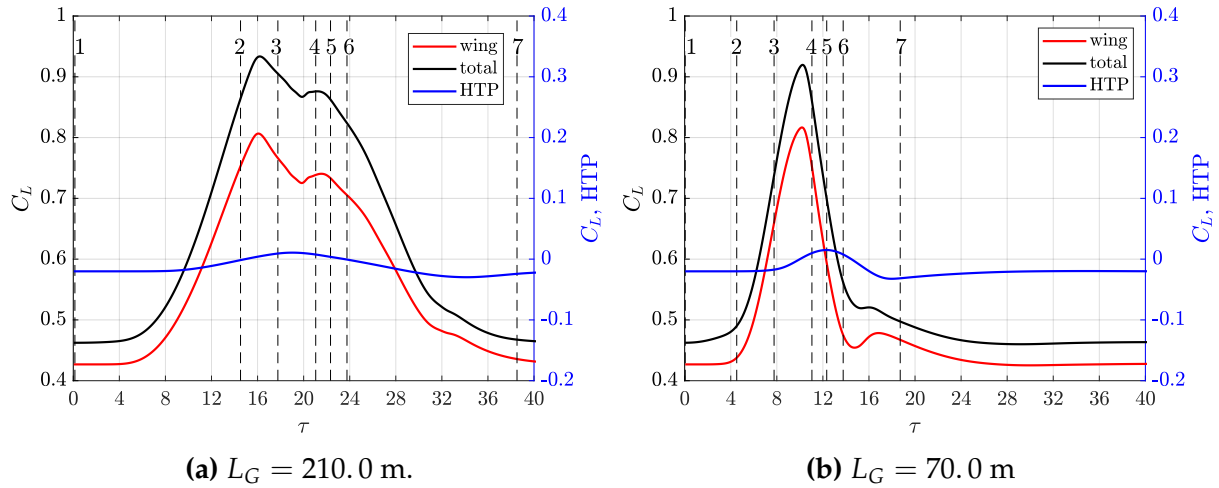 1
0.9
0.8
0.7
0.6
0.5
0.4
C_L
0.4
0.3
0.2
0.1
0
-0.1
-0.2
C_L, HTP
1 2 3 4 5 6 7
wing
total
HTP
0 4 8 12 16 20 24 28 32 36 40
τ
(a) L_G = 210.0 m.
1
0.9
0.8
0.7
0.6
0.5
0.4
C_L
0.4
0.3
0.2
0.1
0
-0.1
-0.2
C_L, HTP
1 2 3 4 5 6 7
wing
total
HTP
0 4 8 12 16 20 24 28 32 36 40
τ
(b) L_G = 70.0 m